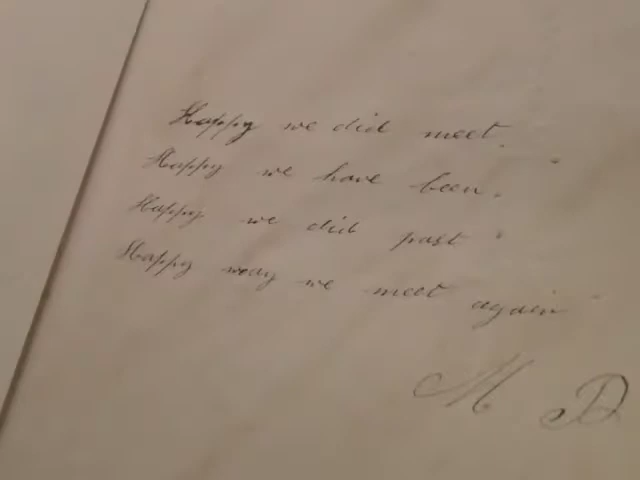 Happy we did meet.
Happy we have been.
Happy we did part
Happy may we meet again
M D